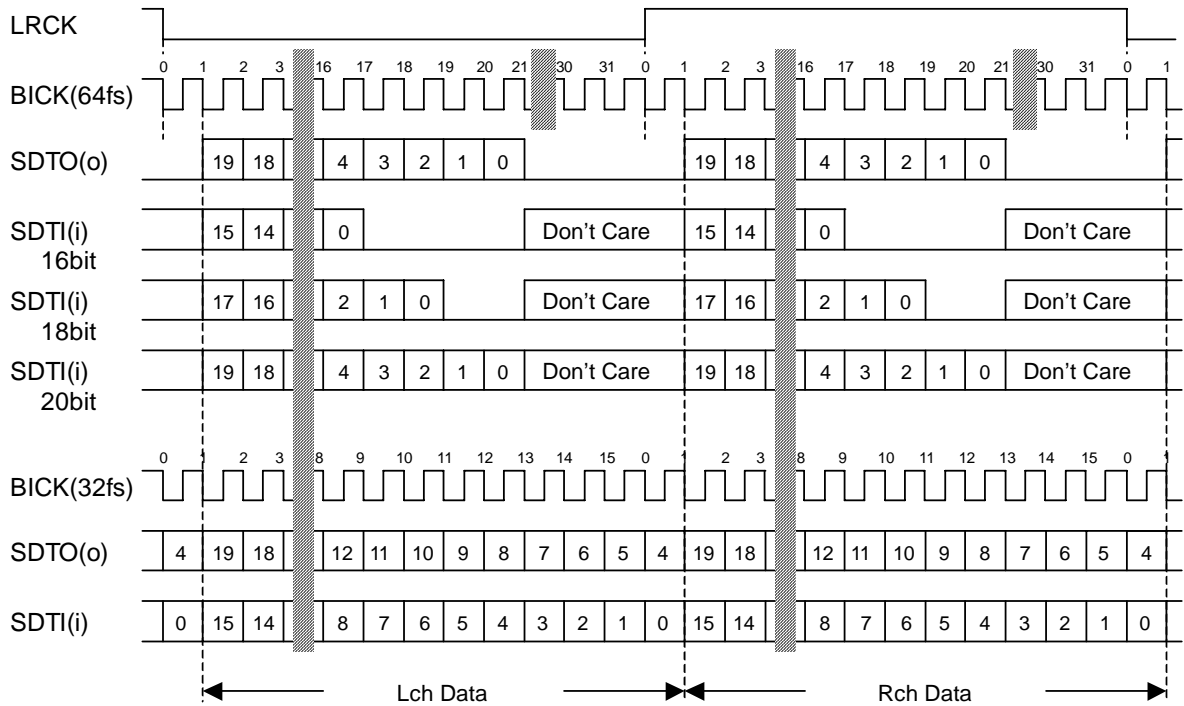 LRCK
0 1 2 3 16 17 18 19 20 21 30 31 0 1 2 3 16 17 18 19 20 21 30 31 0 1
BICK(64fs)
SDTO(o) 19 18 4 3 2 1 0 19 18 4 3 2 1 0
SDTI(i) 15 14 0 Don't Care 15 14 0 Don't Care
16bit
SDTI(i) 17 16 2 1 0 Don't Care 17 16 2 1 0 Don't Care
18bit
SDTI(i) 19 18 4 3 2 1 0 Don't Care 19 18 4 3 2 1 0 Don't Care
20bit
0 1 2 3 8 9 10 11 12 13 14 15 0 1 2 3 8 9 10 11 12 13 14 15 0 1
BICK(32fs)
SDTO(o) 4 19 18 12 11 10 9 8 7 6 5 4 19 18 12 11 10 9 8 7 6 5 4
SDTI(i) 0 15 14 8 7 6 5 4 3 2 1 0 15 14 8 7 6 5 4 3 2 1 0
Lch Data Rch Data